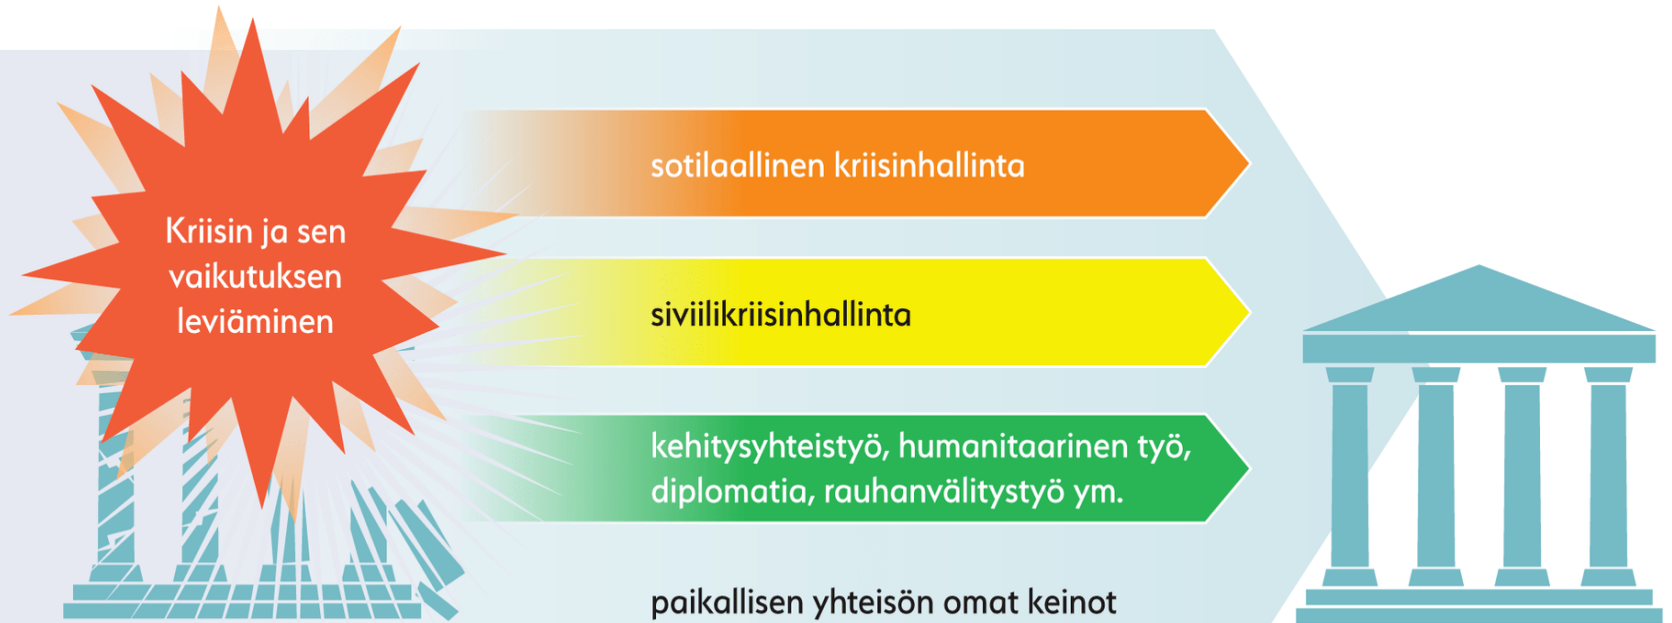 Kriisin ja sen
vaikutuksen
leviäminen
sotilaallinen kriisinhallinta
siviilikriisinhallinta
kehitysyhteistyö, humanitaarinen työ,
diplomatia, rauhanvälitystyö ym.
paikallisen yhteisön omat keinot